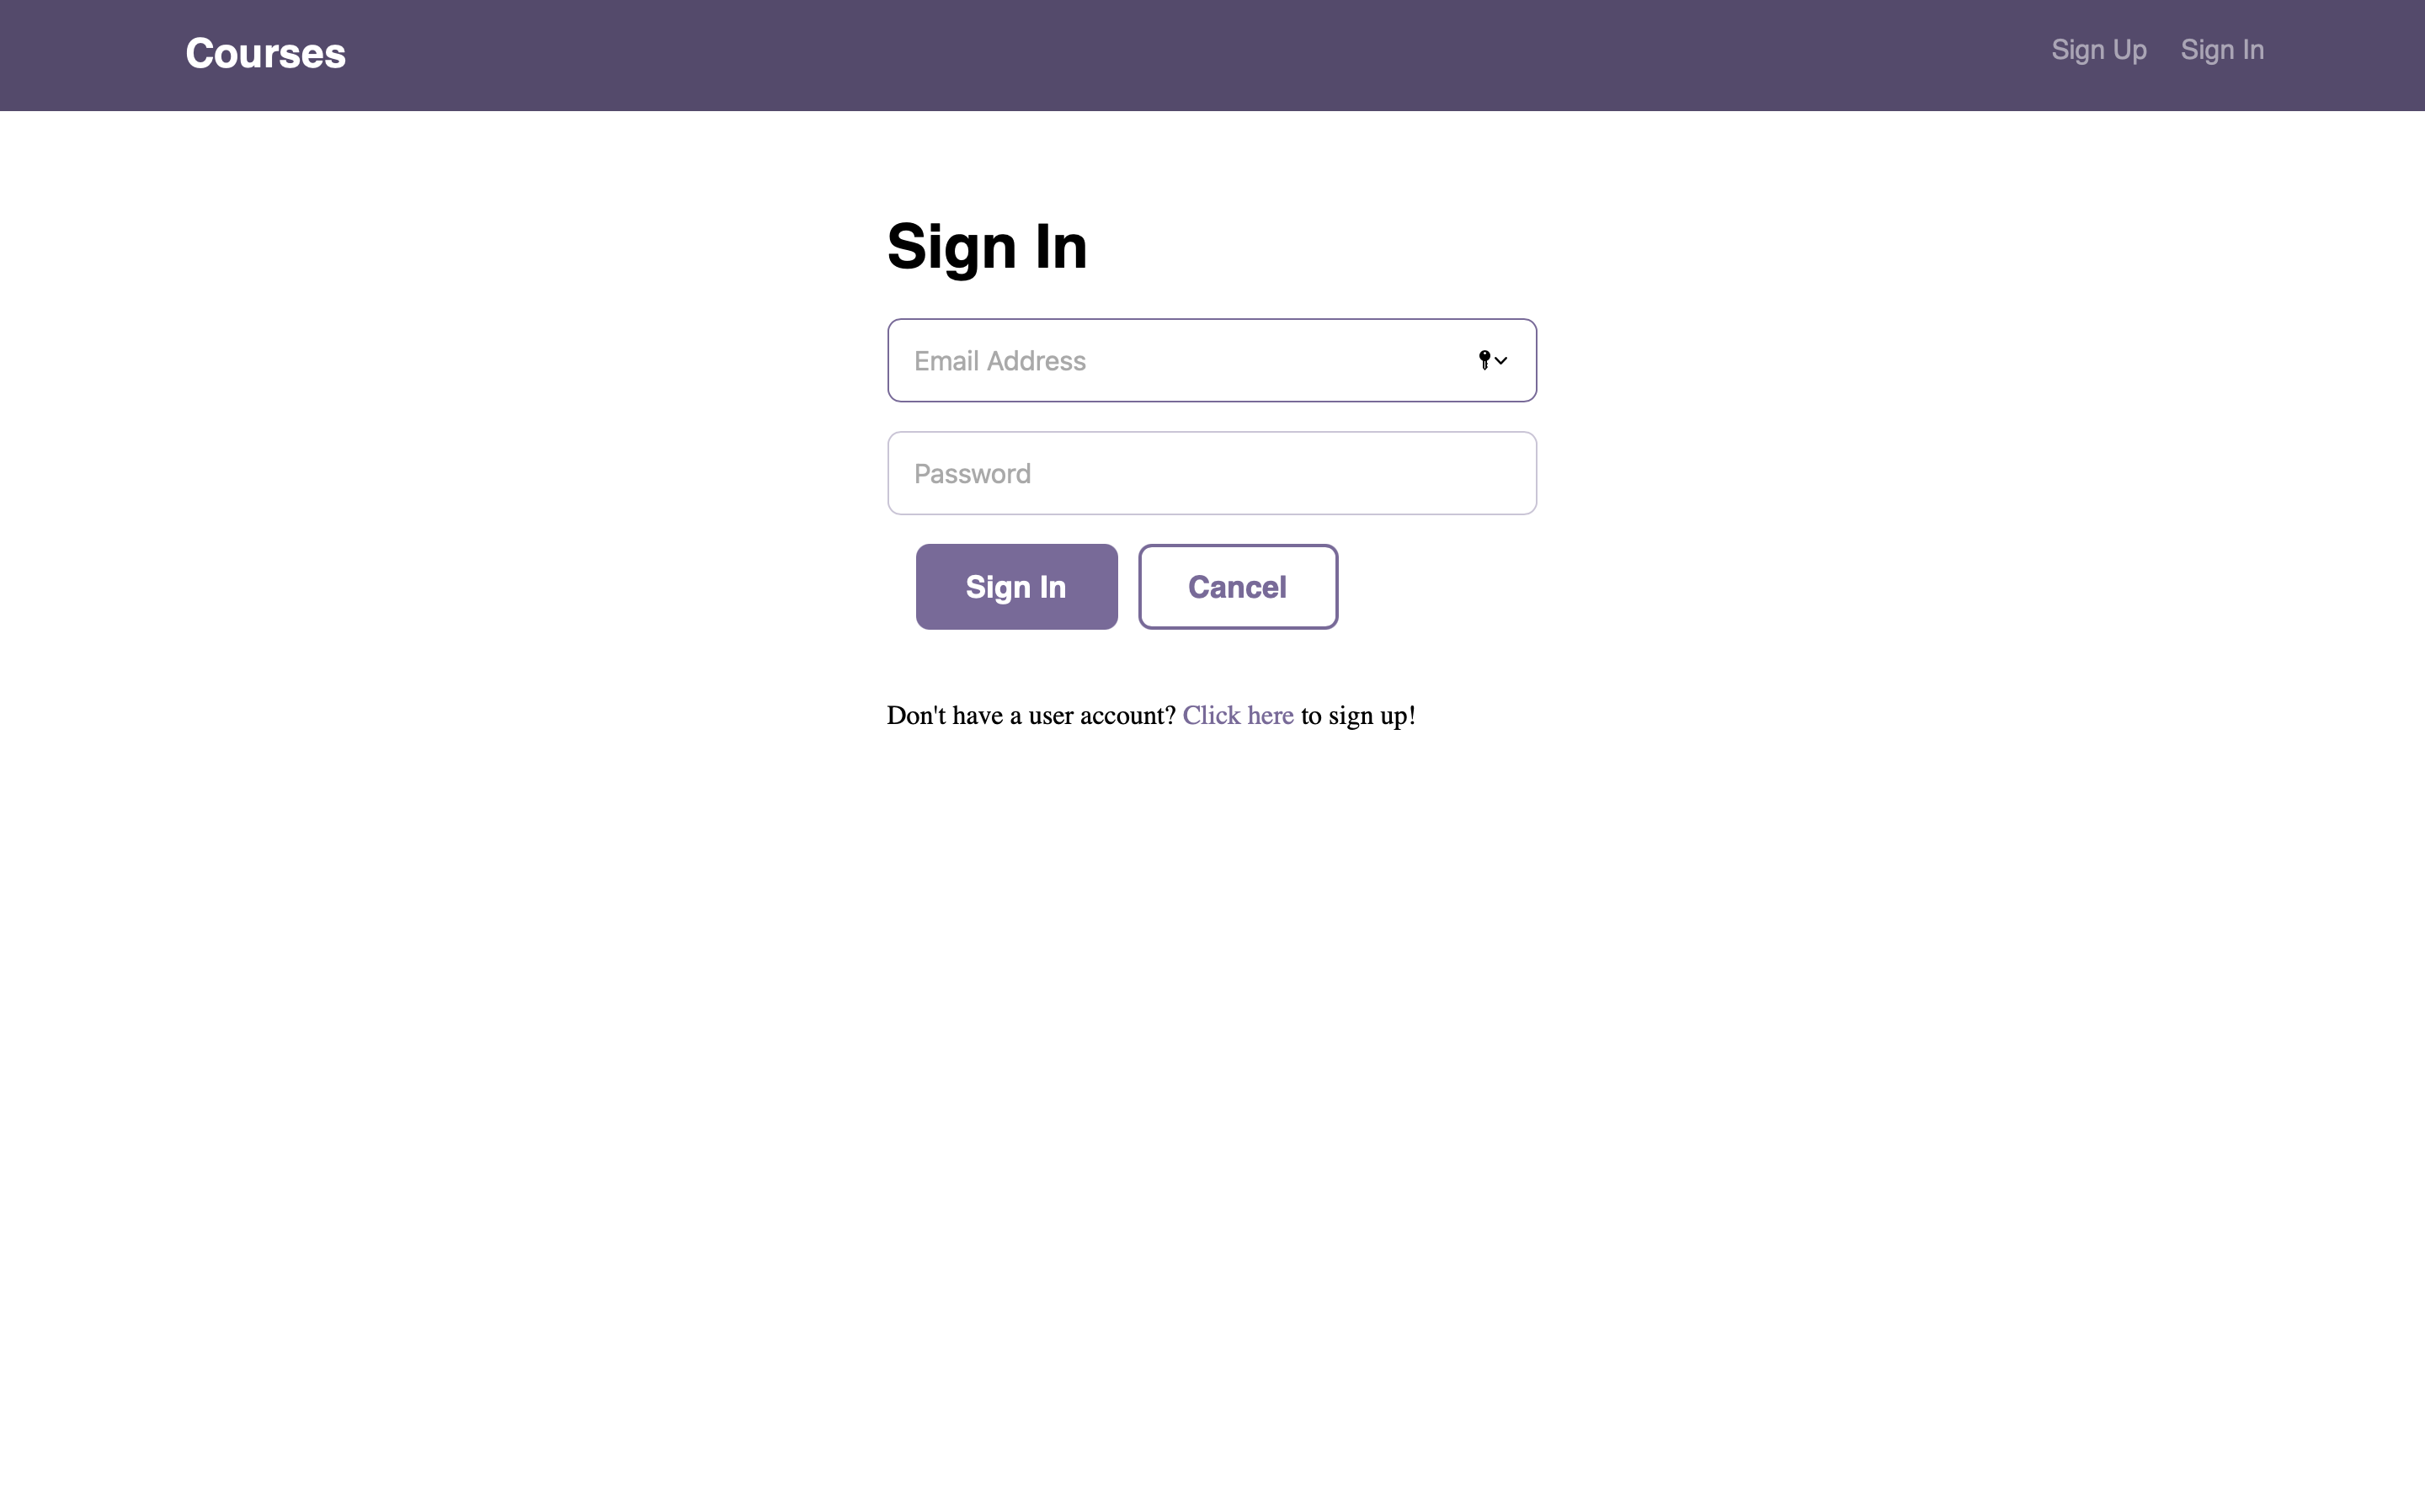 Courses
Sign Up
Sign In
Sign In
Email Address
Password
Sign In
Cancel
Don't have a user account? Click here to sign up!